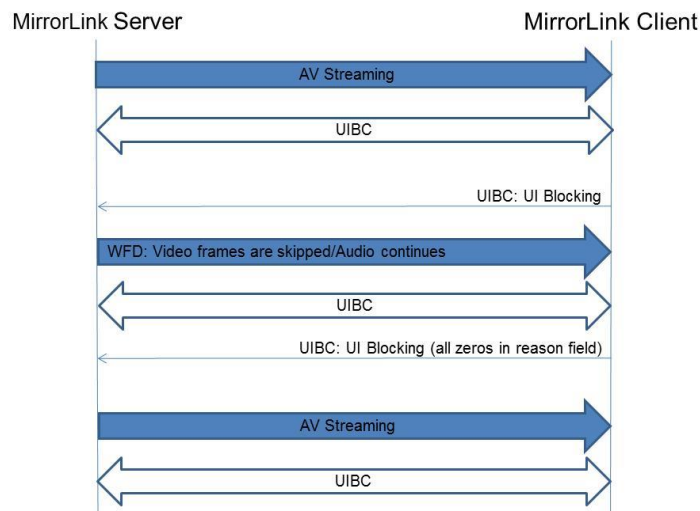 MirrorLink Server
MirrorLink Client
AV Streaming
UIBC
UIBC: UI Blocking
WFD: Video frames are skipped/Audio continues
UIBC
UIBC: UI Blocking (all zeros in reason field)
AV Streaming
UIBC